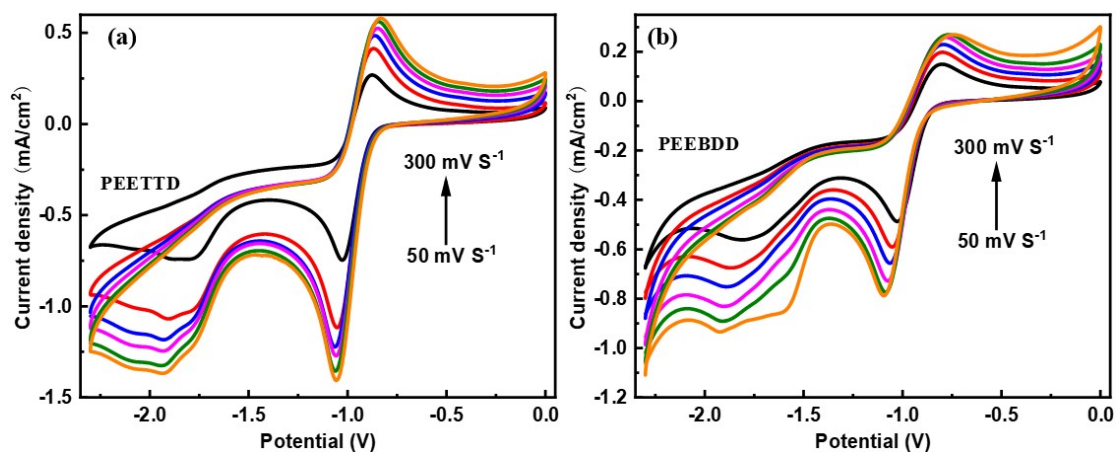 (a)
PEETTD
300 mV S-1
50 mV S-1
0.5
0.0
-0.5
-1.0
-1.5
Current density (mA/cm2)
-2.0
-1.5
-1.0
-0.5
0.0
Potential (V)
(b)
PEEBDD
300 mV S-1
50 mV S-1
0.2
0.0
-0.2
-0.4
-0.6
-0.8
-1.0
-1.2
Current density (mA/cm2)
-2.0
-1.5
-1.0
-0.5
0.0
Potential (V)